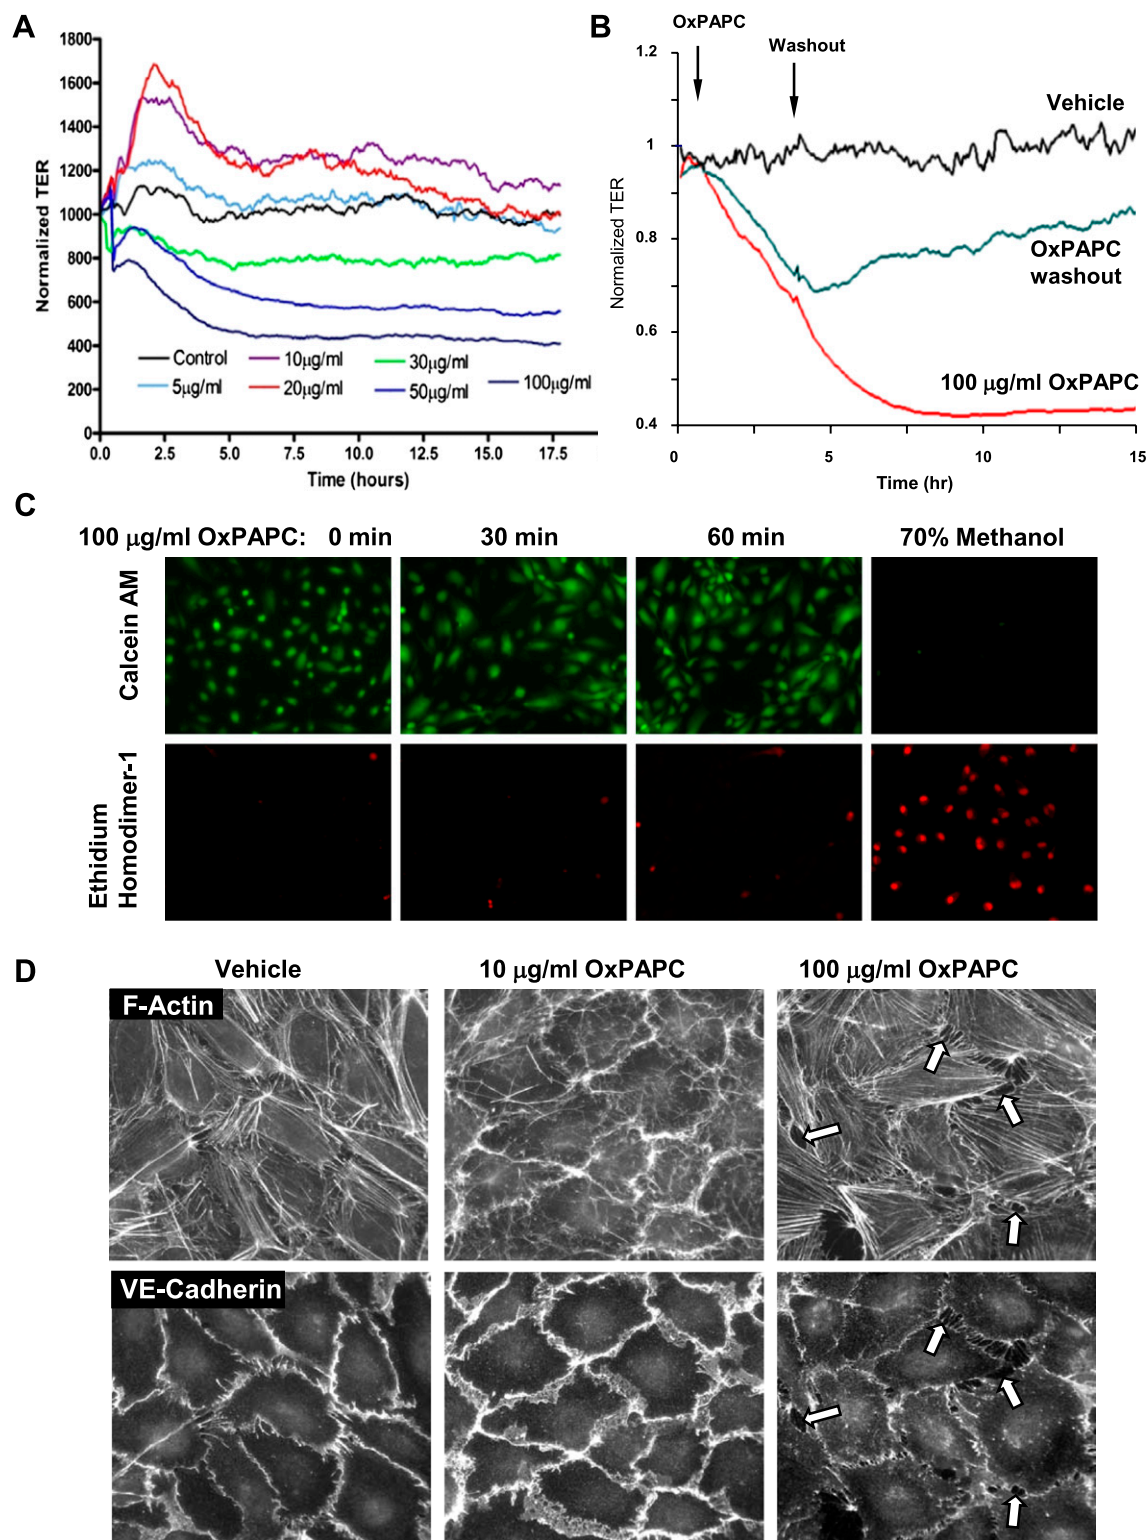 A
1800
1600
1400
1200
1000
800
600
400
200
0
Normalized TER
Control
10μg/ml
30μg/ml
100μg/ml
5μg/ml
20μg/ml
50μg/ml
0.0 2.5 5.0 7.5 10.0 12.5 15.0 17.5
Time (hours)
B
OxPAPC
Washout
1.2
1
0.8
0.6
0.4
Normalized TER
Vehicle
OxPAPC
washout
100 μg/ml OxPAPC
0 5 10 15
Time (hr)
C
100 μg/ml OxPAPC: 0 min 30 min 60 min 70% Methanol
Calcein AM
Ethidium
Homodimer-1
D
Vehicle 10 μg/ml OxPAPC 100 μg/ml OxPAPC
F-Actin
VE-Cadherin